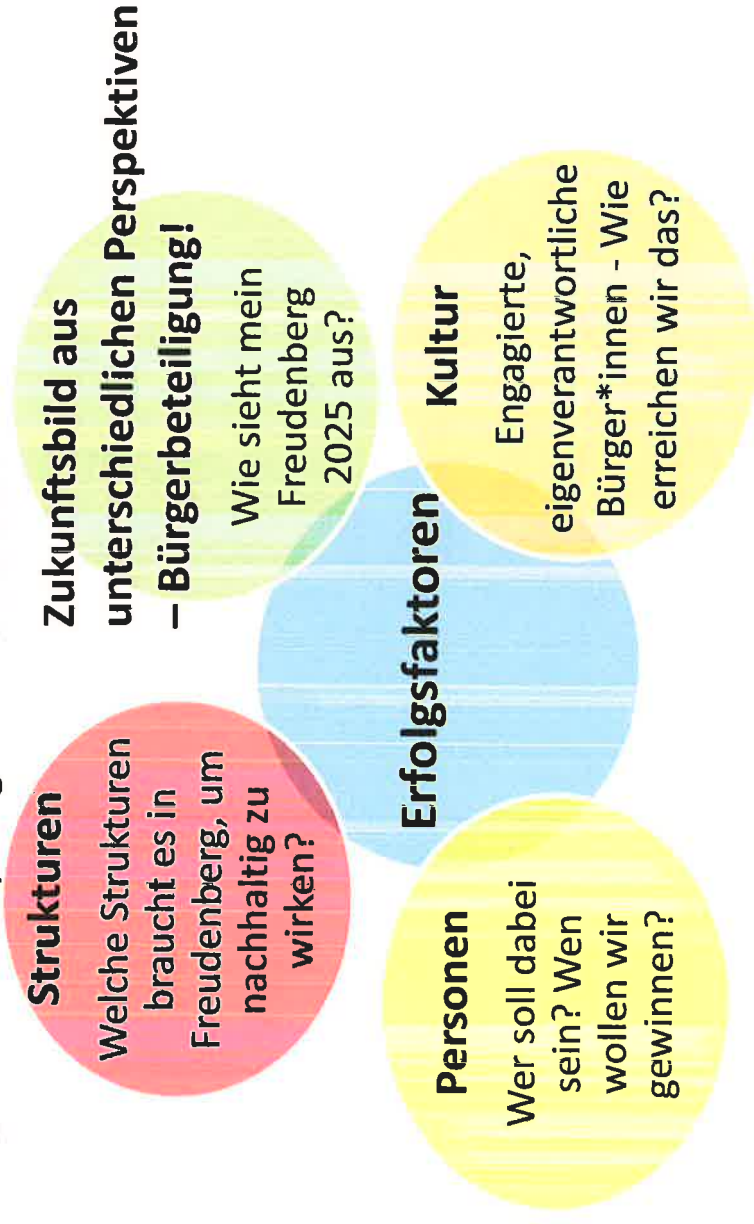 Strukturen
Welche Strukturen
braucht es in
Freudenberg, um
nachhaltig zu
wirken?
Zukunftsbild aus
unterschiedlichen Perspektiven
– Bürgerbeteiligung!
Wie sieht mein
Freudenberg
2025 aus?
Erfolgsfaktoren
Personen
Wer soll dabei
sein? Wen
wollen wir
gewinnen?
Kultur
Engagierte,
eigenverantwortliche
Bürger*innen - Wie
erreichen wir das?